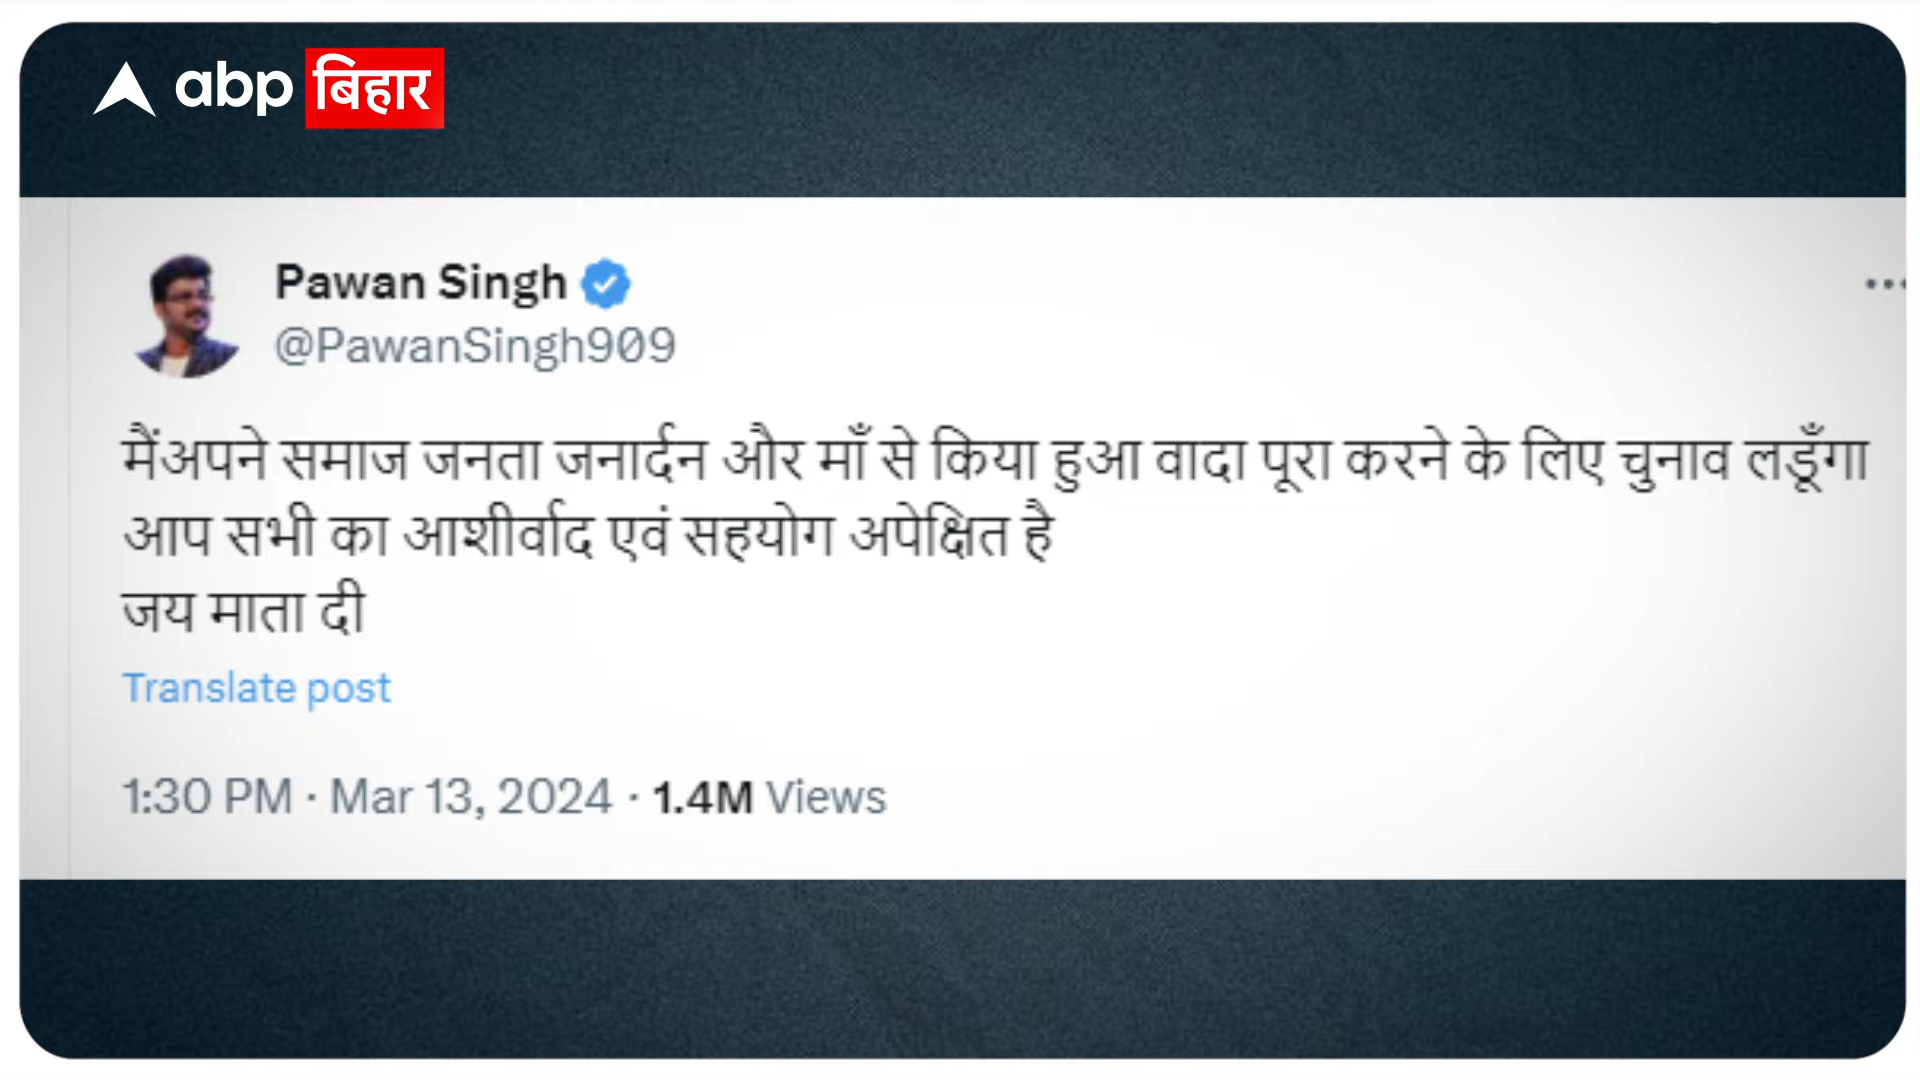 abp बिहार
Pawan Singh
@PawanSingh909
मैंअपने समाज जनता जनार्दन और माँ से किया हुआ वादा पूरा करने के लिए चुनाव लडूँगा
आप सभी का आशीर्वाद एवं सहयोग अपेक्षित है
जय माता दी
Translate post
1:30 PM · Mar 13, 2024 · 1.4M Views